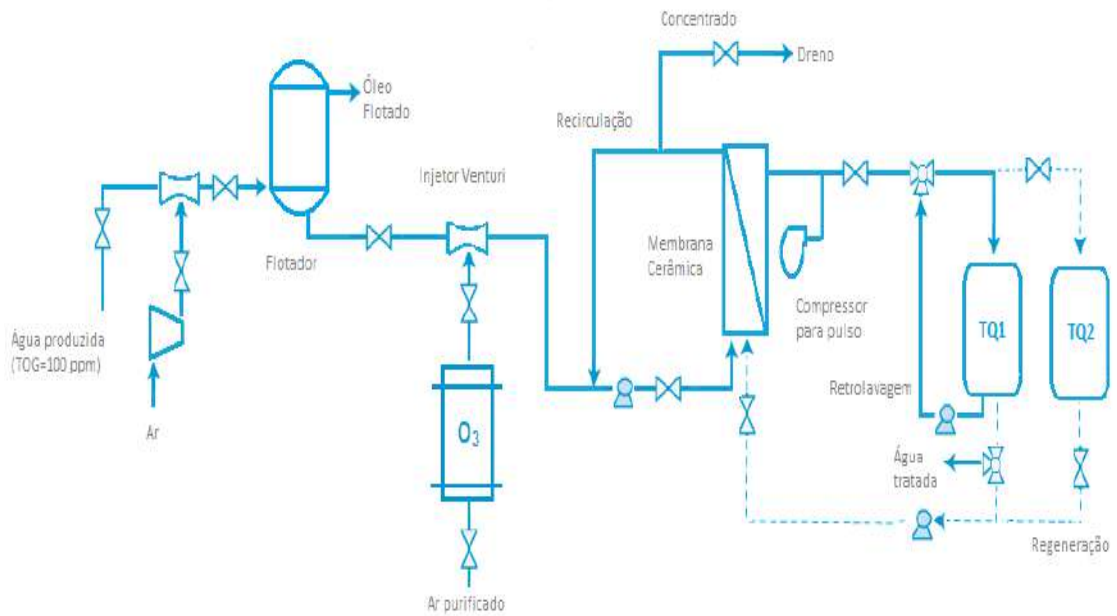 Concentrado
Dreno
Óleo
Flotado
Recirculação
Injetor Venturi
Flotador
Membrana
Cerâmica
Compressor
para pulso
TQ1
TQ2
Água produzida
(TOG=100 ppm)
Retrolavagem
Ar
O₃
Água
tratada
Regeneração
Ar purificado